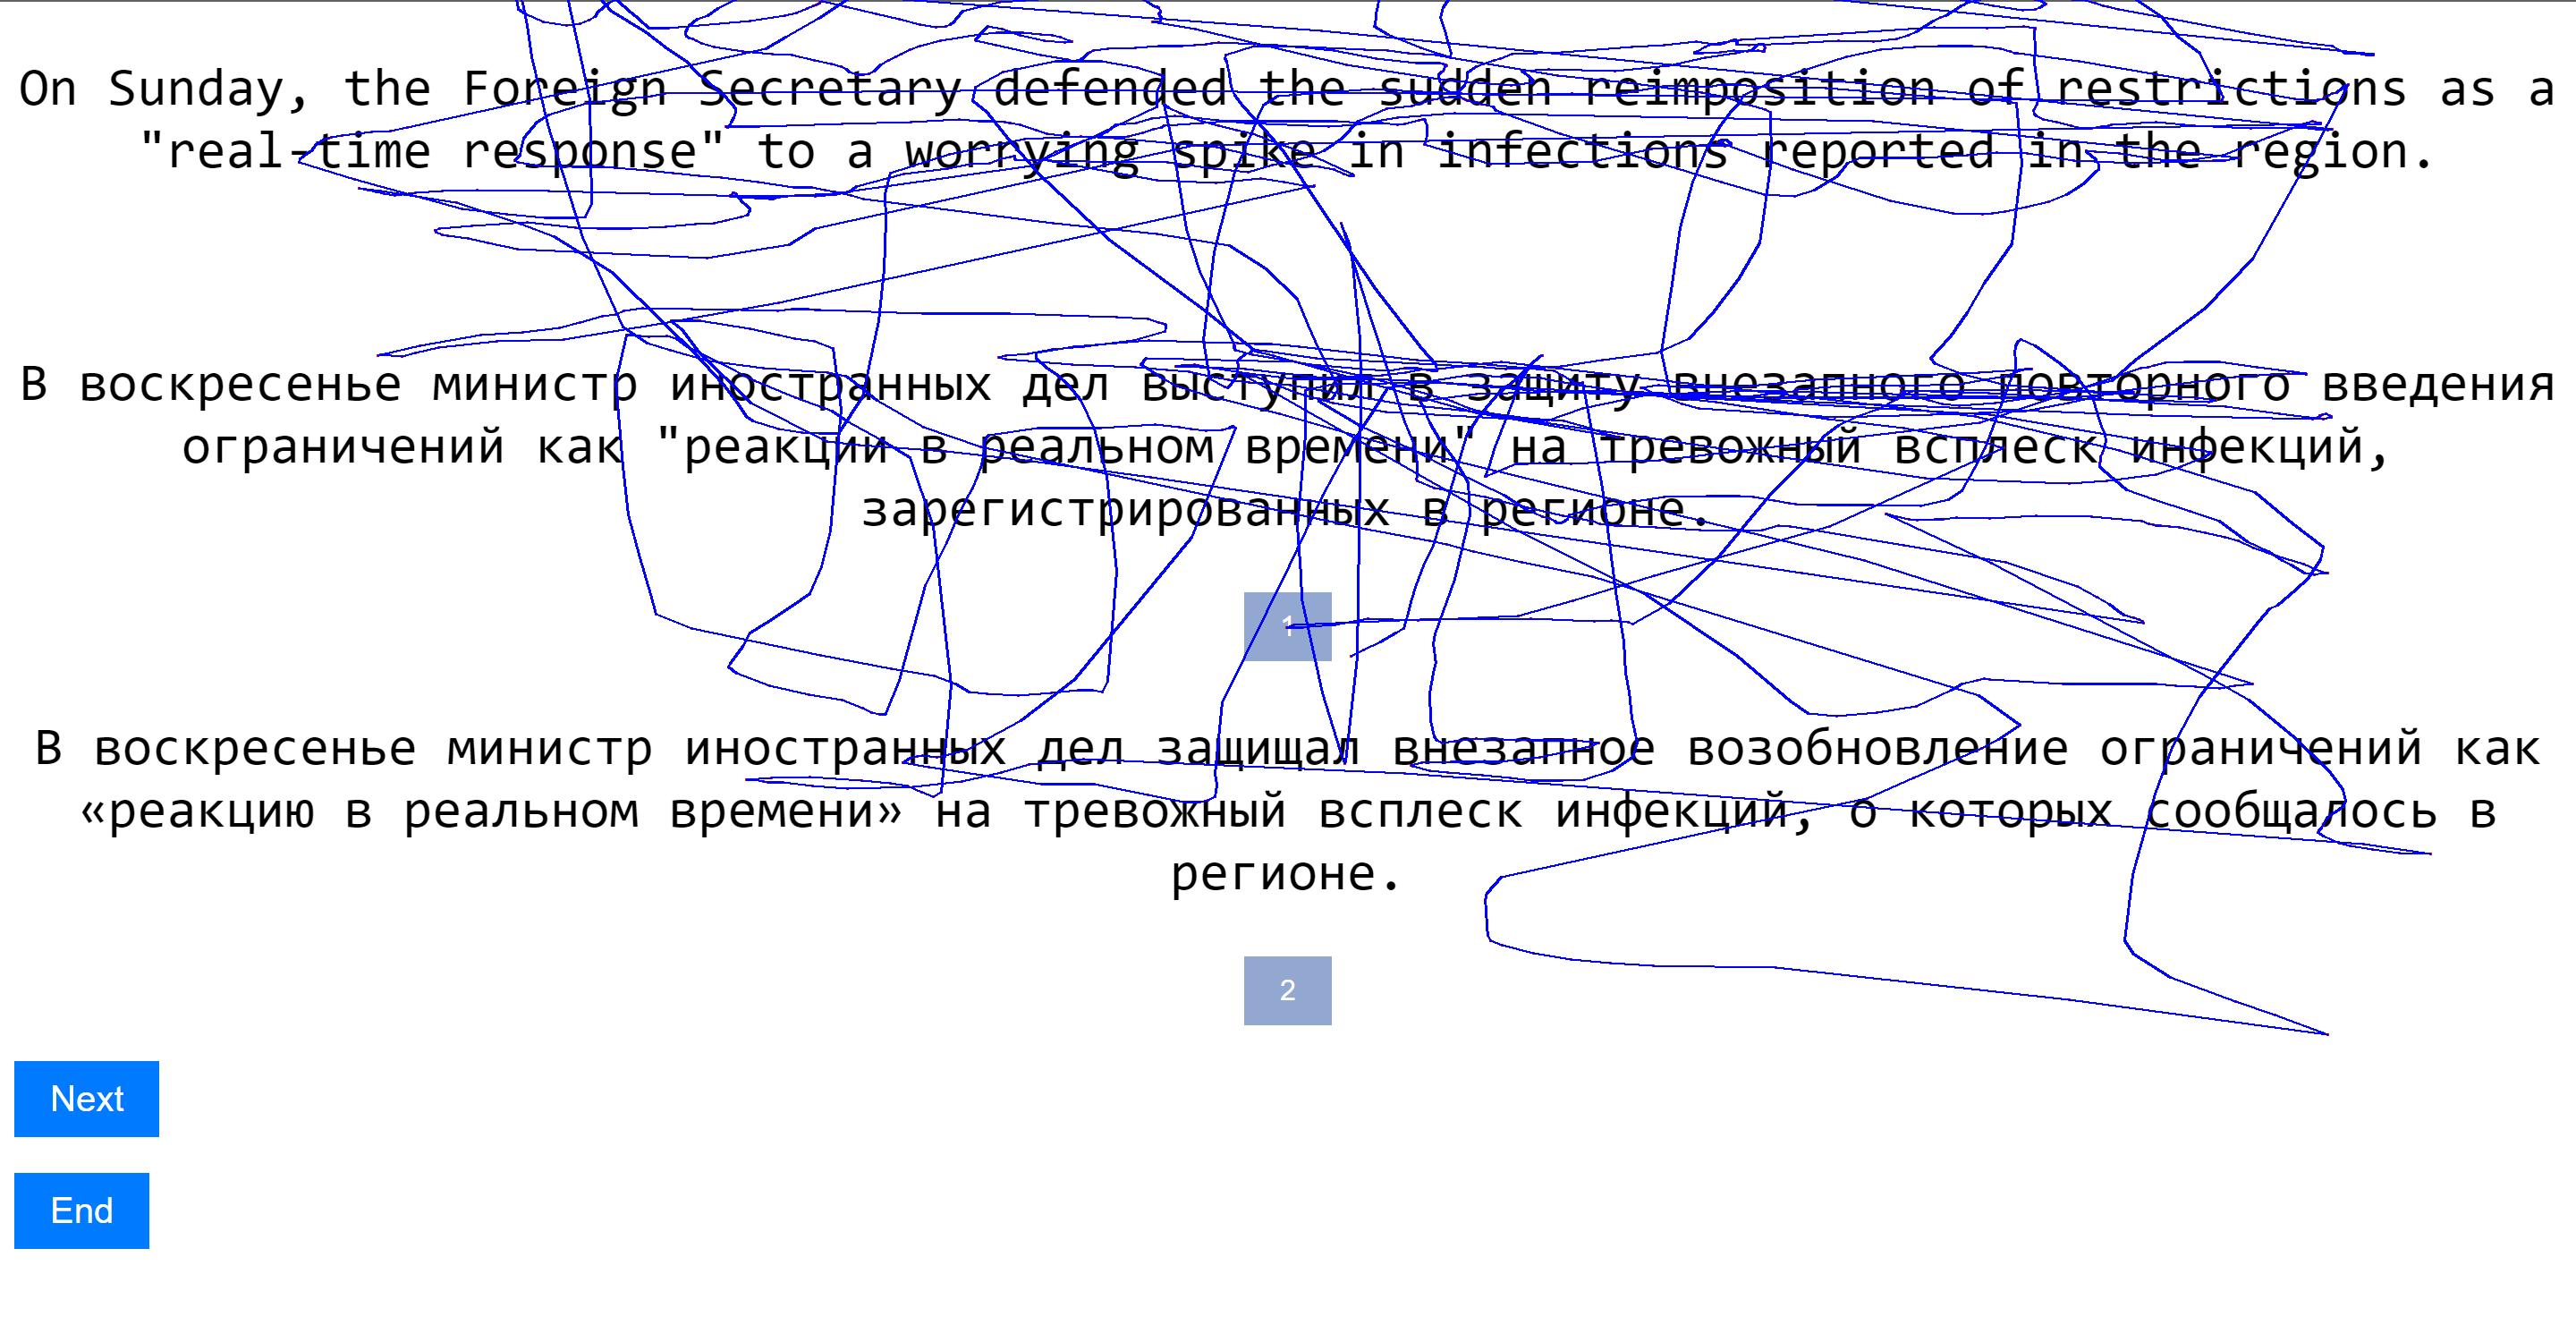 On Sunday, the Foreign Secretary defended the sudden reimposition of restrictions as a
"real-time response" to a worrying spike in infections reported in the region.
В воскресенье министр иностранных дел выступил в защиту внезапного повторного введения
ограничений как "реакции в реальном времени" на тревожный всплеск инфекций,
зарегистрированных в регионе.
1
В воскресенье министр иностранных дел защищал внезапное возобновление ограничений как
«реакцию в реальном времени» на тревожный всплеск инфекций, о которых сообщалось в
регионе.
2
Next
End